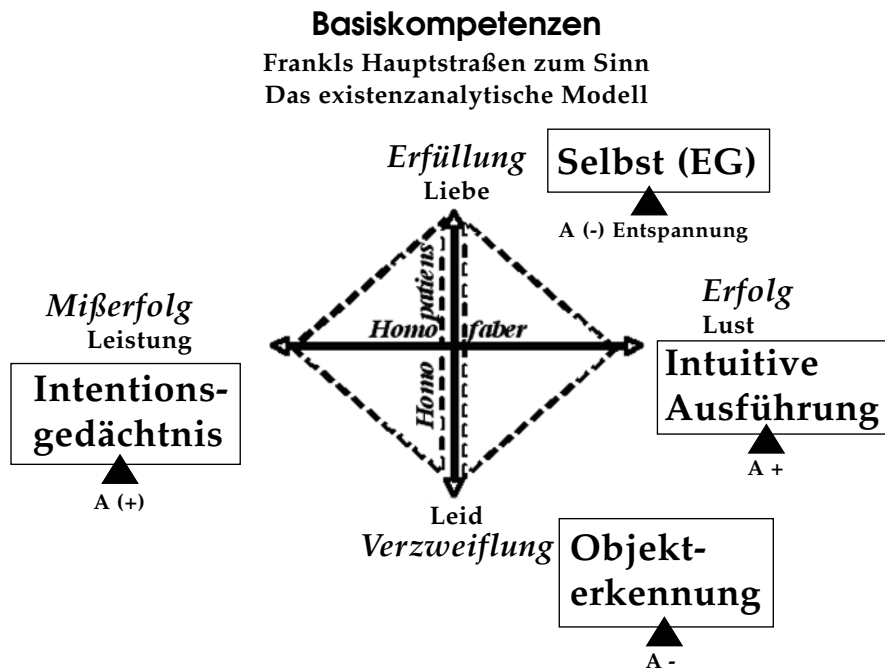 Basiskompetenzen
Frankls Hauptstraßen zum Sinn
Das existenzanalytische Modell
Erfüllung
Liebe
Selbst (EG)
A (-) Entspannung
Mißerfolg
Leistung
Intentions-
gedächtnis
A (+)
Homo patiens
Homo faber
Erfolg
Lust
Intuitive
Ausführung
A +
Leid
Verzweiflung
Objekt-
erkennung
A -